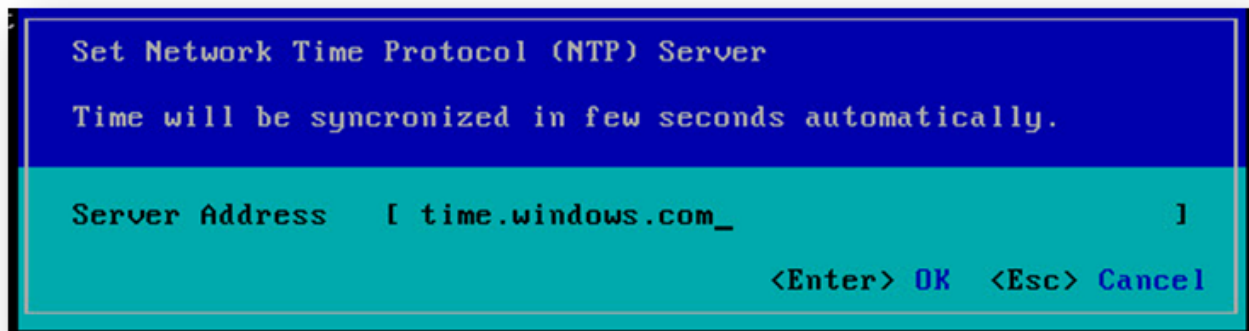 Set Network Time Protocol (NTP) Server
Time will be syncronized in few seconds automatically.
Server Address [ time.windows.com_ ]
<Enter> OK <Esc> Cancel